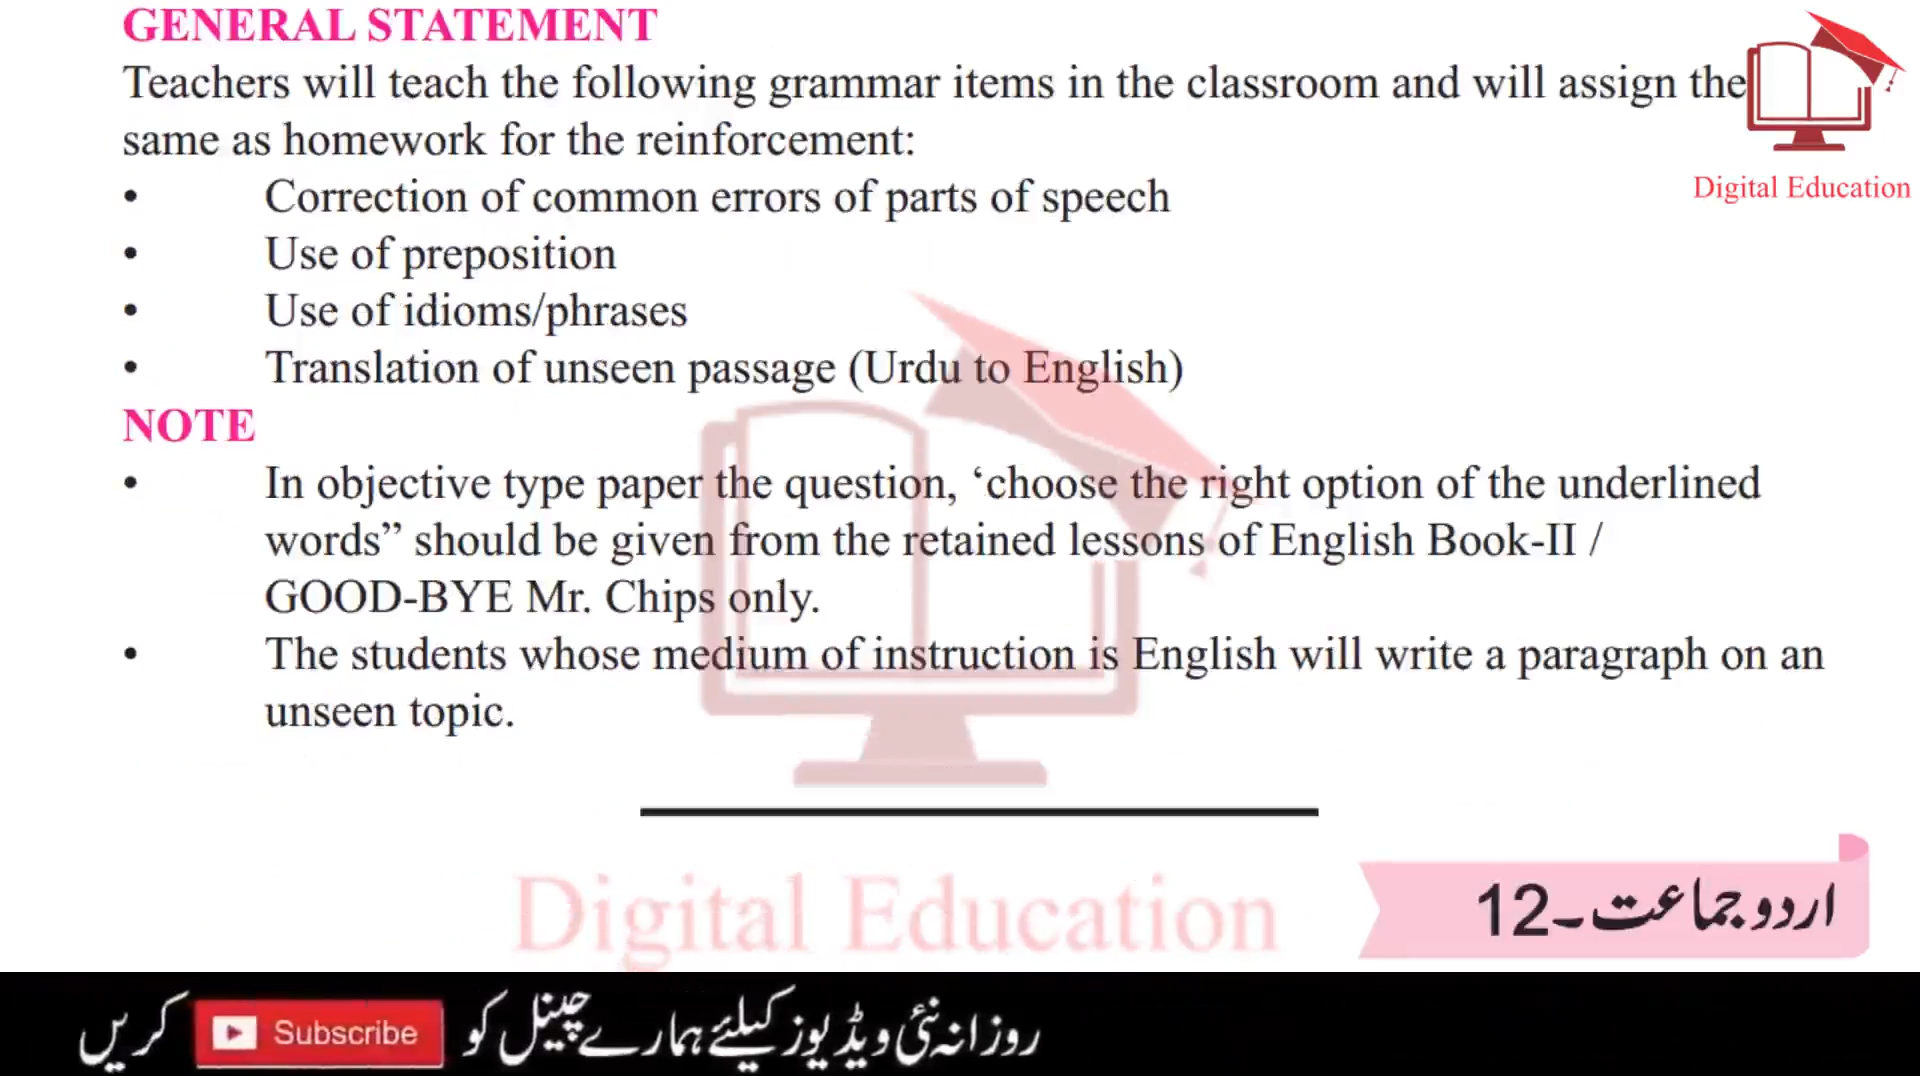 GENERAL STATEMENT
Teachers will teach the following grammar items in the classroom and will assign the
same as homework for the reinforcement:
• Correction of common errors of parts of speech
• Use of preposition
• Use of idioms/phrases
• Translation of unseen passage (Urdu to English)
NOTE
• In objective type paper the question, ‘choose the right option of the underlined
words” should be given from the retained lessons of English Book-II /
GOOD-BYE Mr. Chips only.
• The students whose medium of instruction is English will write a paragraph on an
unseen topic.
Digital Education
Digital Education
اردو جماعت۔12
روزانہ نئی ویڈیوز کیلئے ہمارے چینل کو Subscribe کریں